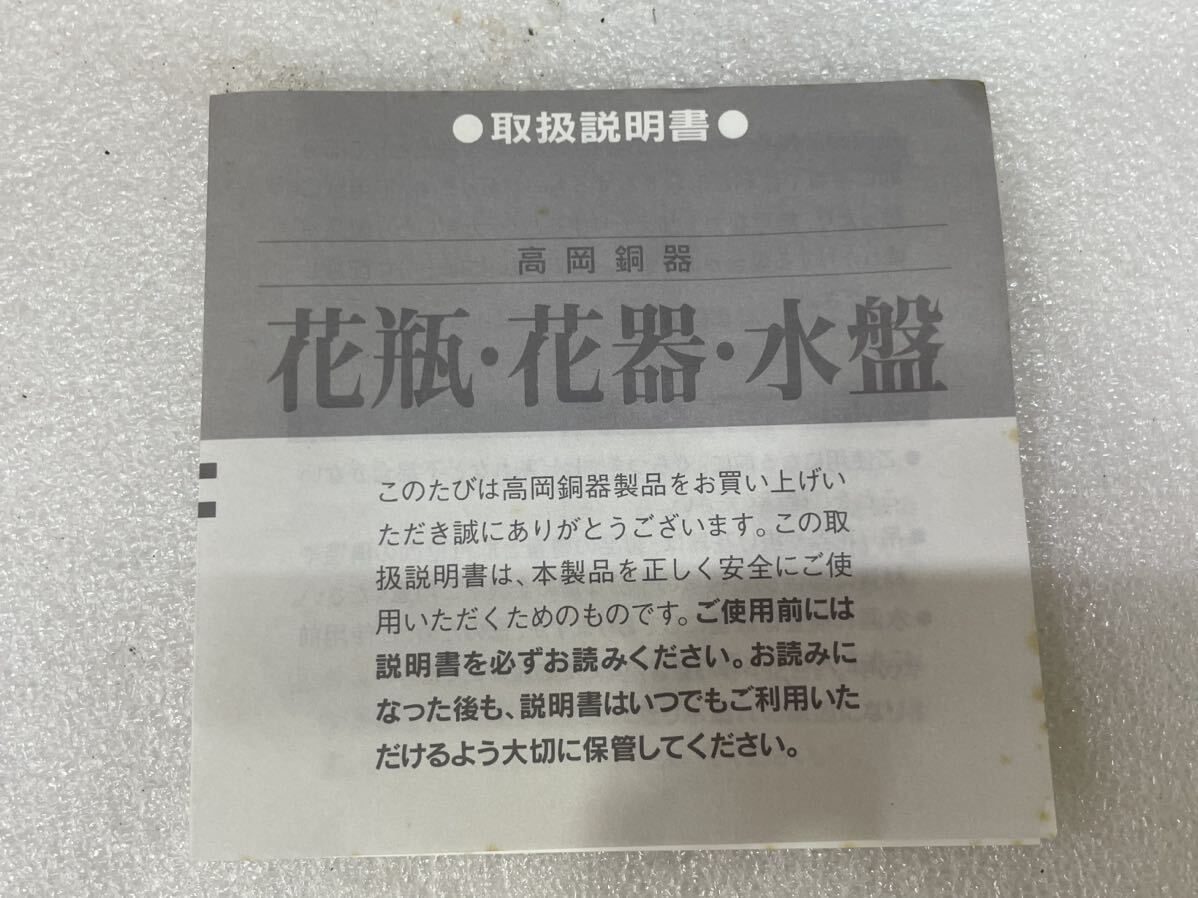 ●取扱説明書●
高岡銅器
花瓶・花器・水盤
このたびは高岡銅器製品をお買い上げい
ただき誠にありがとうございます。この取
扱説明書は、本製品を正しく安全にご使
用いただくためのものです。ご使用前には
説明書を必ずお読みください。お読みに
なった後も、説明書はいつでもご利用いた
だけるよう大切に保管してください。